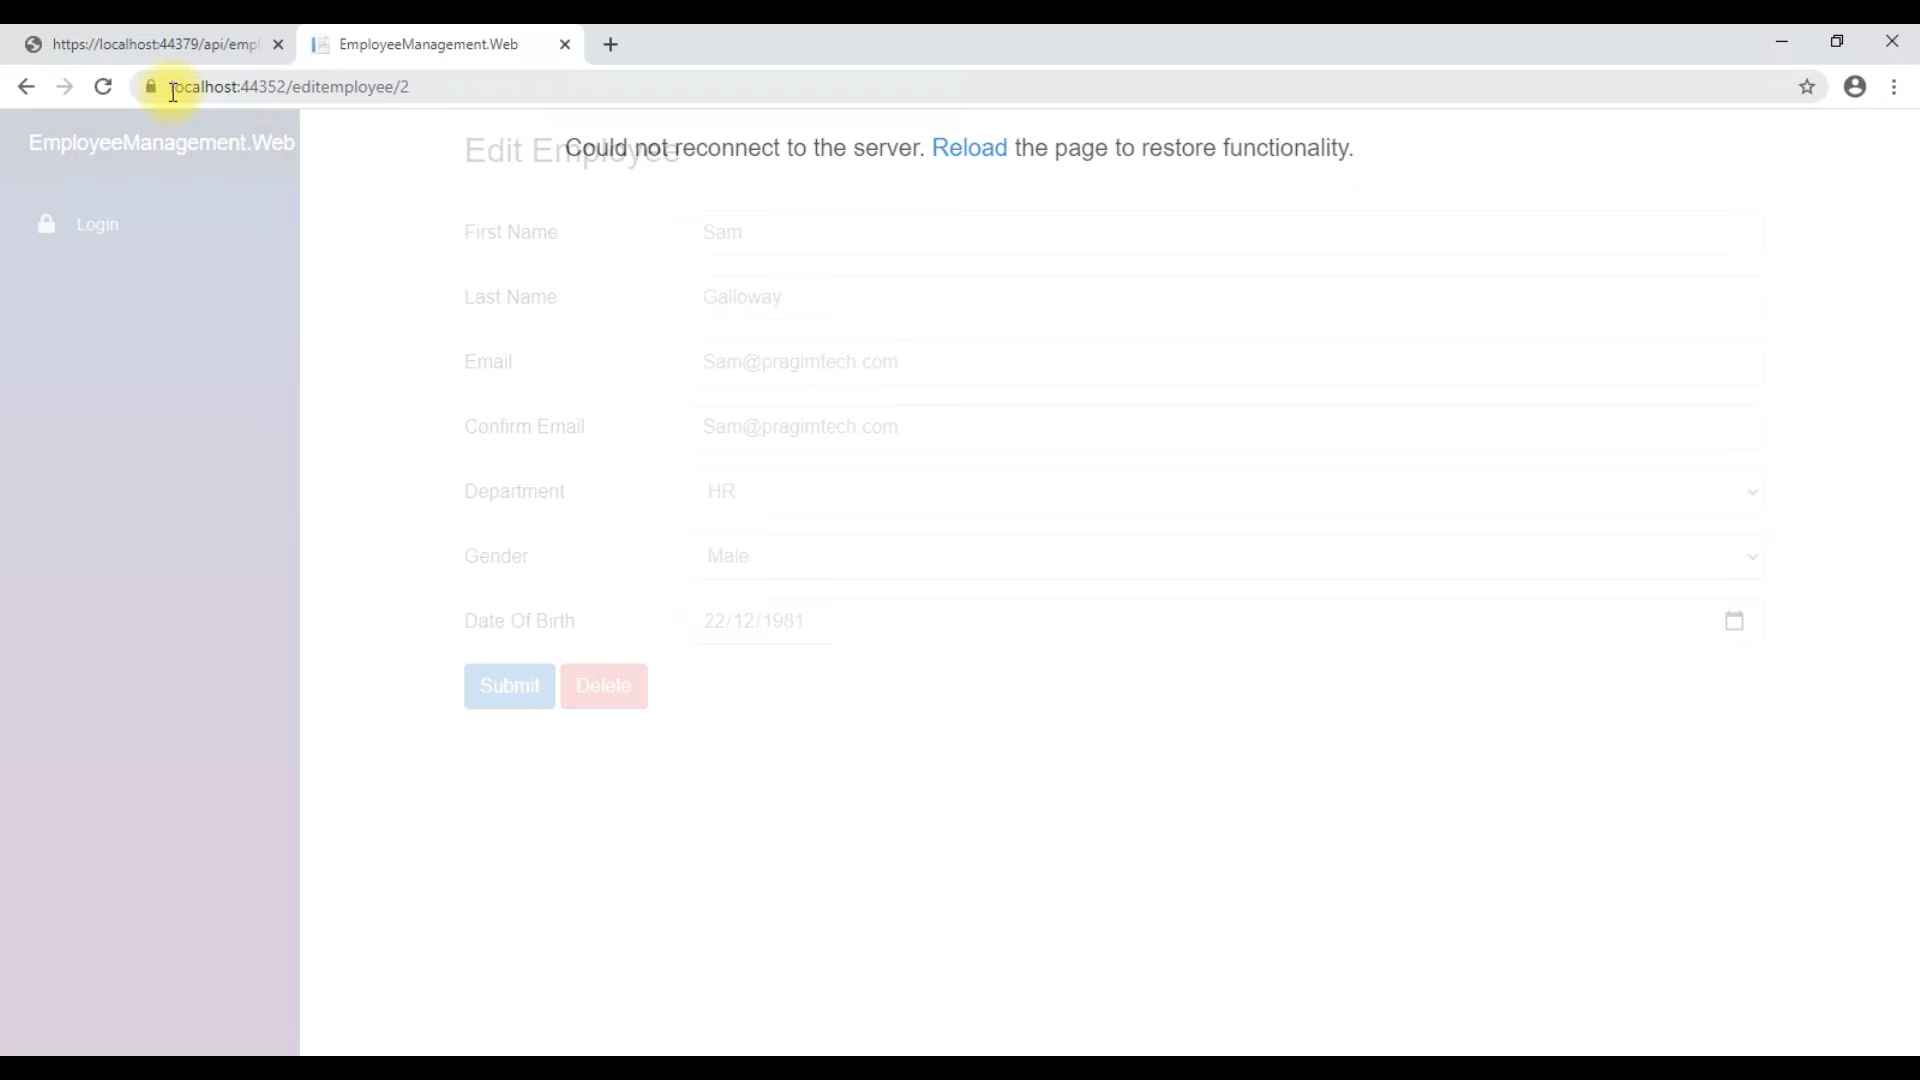 https://localhost:44379/api/empl
EmployeeManagement.Web
localhost:44352/editemployee/2
EmployeeManagement.Web
Login
Edit Employee
Could not reconnect to the server. Reload the page to restore functionality.
First Name Sam
Last Name Galloway
Email Sam@pragimtech.com
Confirm Email Sam@pragimtech.com
Department HR
Gender Male
Date Of Birth 22/12/1981
Submit Delete